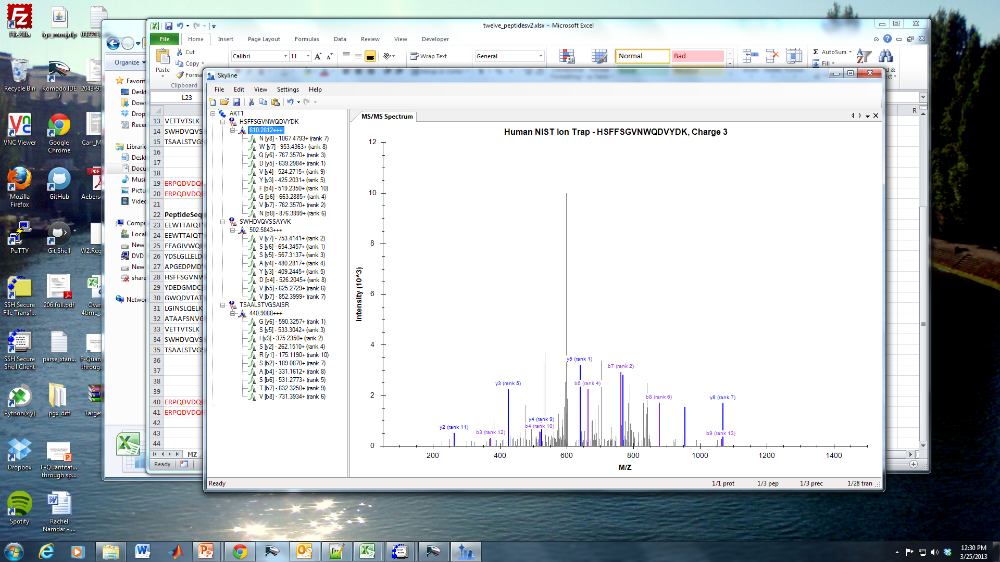 FileZilla
igv_mm.jnlp
032213_
Recycle Bin
Komodo IDE 7
2043-91
VNC Viewer
Google Chrome
Carr_M
Mozilla Firefox
GitHub
Aebers
PuTTY
Git Shell
W2.Reg
SSH Secure File Transf...
206.full.pdf
Ovar 4time_
SSH Secure Shell Client
parse_xtan...
F-Quan through
Python(x,y)
pgx_diff
Target
Dropbox
F-Quantitat... through sp...
Spotify
Rachel Namdar - ...
Organize
Favorit
Deskt
Down
Drop
Recer
Librarie
Deskt
Docu
Music
Pictu
Videc
Compu
Local
New
DVD
New
share
Netwo
twelve_peptidesv2.xlsx - Microsoft Excel
File Home Insert Page Layout Formulas Data Review View Developer
Cut
Copy
Forma
Paste
Clipboard
Calibri 11
Wrap Text
General
Normal
Bad
AutoSum
Fill
L23
R
13 VETTVTSLK
14 SWHDVQVS
15 TSAALSTVG
16
17
18
19 ERPQDVDQ
20 ERPQDVDQ
21
22 PeptideSeq
23 EEWTTAIQT
24 EEWTTAIQT
25 FFAGIVWQ
26 YDSLGLLELD
27 APGEDPMD
28 HSFFSGVNW
29 YDEDGMDC
30 GWQDVTAT
31 LGINSLQELK
32 ATAAFSNVG
33 VETTVTSLK
34 SWHDVQVS
35 TSAALSTVG
36
37
38
39
40 ERPQDVDQ
41 ERPQDVDQ
42
43
44
MZ
Ready
Skyline
File Edit View Settings Help
AKT1
HSFFSGVNWQDVYDK
610.2812+++
N [y8] - 1067.4793+ (rank 7)
W [y7] - 953.4363+ (rank 8)
Q [y6] - 767.3570+ (rank 3)
D [y5] - 639.2984+ (rank 1)
V [y4] - 524.2715+ (rank 9)
Y [y3] - 425.2031+ (rank 5)
F [b4] - 519.2350+ (rank 10)
G [b6] - 663.2885+ (rank 4)
V [b7] - 762.3570+ (rank 2)
N [b8] - 876.3999+ (rank 6)
SWHDVQVSSAYVK
502.5843+++
V [y7] - 753.4141+ (rank 2)
S [y6] - 654.3457+ (rank 1)
S [y5] - 567.3137+ (rank 3)
A [y4] - 480.2817+ (rank 4)
Y [y3] - 409.2445+ (rank 5)
D [b4] - 526.2045+ (rank 8)
V [b5] - 625.2729+ (rank 6)
V [b7] - 852.3999+ (rank 7)
TSAALSTVGSAISR
440.9088+++
G [y6] - 590.3257+ (rank 1)
S [y5] - 533.3042+ (rank 3)
I [y3] - 375.2350+ (rank 2)
S [y2] - 262.1510+ (rank 4)
R [y1] - 175.1190+ (rank 10)
S [b2] - 189.0870+ (rank 7)
A [b4] - 331.1612+ (rank 8)
S [b6] - 531.2773+ (rank 5)
T [b7] - 632.3250+ (rank 9)
V [b8] - 731.3934+ (rank 6)
MS/MS Spectrum
Human NIST Ion Trap - HSFFSGVNWQDVYDK, Charge 3
12
10
8
6
4
2
0
Intensity (10^3)
y5 (rank 1)
b7 (rank 2)
y3 (rank 5)
b6 (rank 4)
b8 (rank 6)
y8 (rank 7)
y4 (rank 9)
b4 (rank 10)
y2 (rank 11)
b3 (rank 12)
b9 (rank 13)
200 400 600 800 1000 1200 1400
M/Z
Ready
1/1 prot 1/3 pep 1/3 prec 1/28 tran
12:30 PM
3/25/2013